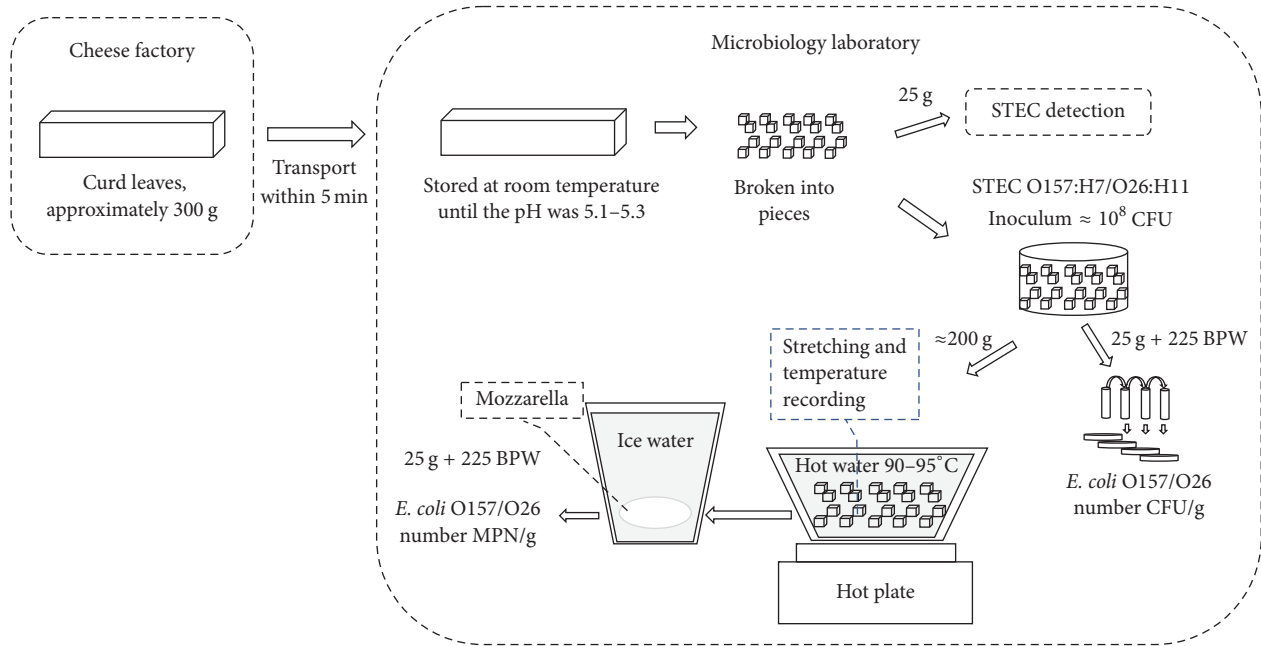 Cheese factory
Curd leaves,
approximately 300 g
Transport
within 5 min
Microbiology laboratory
Stored at room temperature
until the pH was 5.1–5.3
Broken into
pieces
25 g
STEC detection
STEC O157:H7/O26:H11
Inoculum ≈ 10⁸ CFU
≈200 g
25 g + 225 BPW
E. coli O157/O26
number CFU/g
Stretching and
temperature
recording
Hot water 90–95°C
Hot plate
Ice water
Mozzarella
25 g + 225 BPW
E. coli O157/O26
number MPN/g